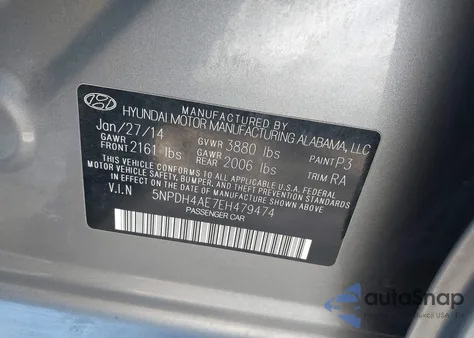 MANUFACTURED BY
HYUNDAI MOTOR MANUFACTURING ALABAMA, LLC
Jan/27/14 GVWR 3880 lbs PAINT P3
GAWR FRONT 2161 lbs GAWR REAR 2006 lbs TRIM RA
THIS VEHICLE CONFORMS TO ALL APPLICABLE U.S.A. FEDERAL
MOTOR VEHICLE SAFETY, BUMPER, AND THEFT PREVENTION
STANDARDS IN EFFECT ON THE DATE OF MANUFACTURE SHOWN ABOVE.
V.I.N 5NPDH4AE7EH479474
PASSENGER CAR
autoSnap